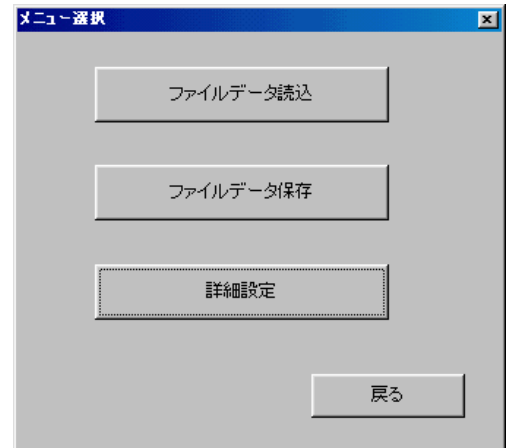 メニュー選択
ファイルデータ読込
ファイルデータ保存
詳細設定
戻る